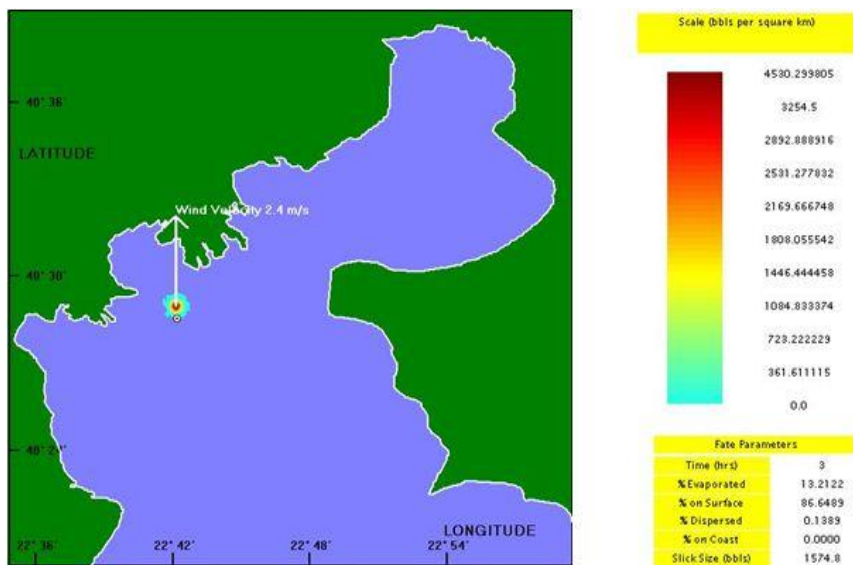 40° 36'
LATITUDE
Wind Velocity 2.4 m/s
40° 30'
40° 24'
LONGITUDE
22° 36'
22° 42'
22° 48'
22° 54'
Scale (bbls per square km)
4530.299805
3254.5
2892.888916
2531.277832
2169.666748
1808.055542
1446.444458
1084.833374
723.222229
361.611115
0.0
Fate Parameters
Time (hrs) 3
% Evaporated 13.2122
% on Surface 86.6489
% Dispersed 0.1389
% on Coast 0.0000
Slick Size (bbls) 1574.8